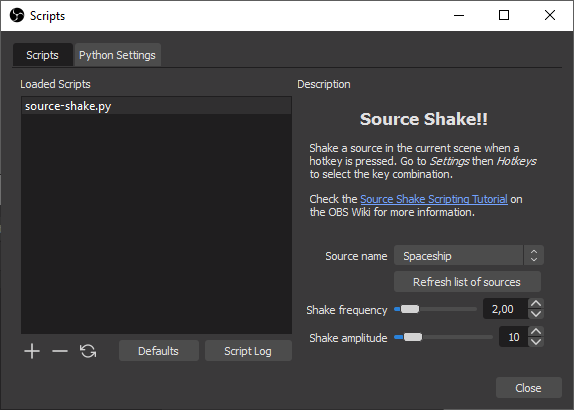 Scripts
Scripts
Python Settings
Loaded Scripts
source-shake.py
Defaults
Script Log
Description
Source Shake!!
Shake a source in the current scene when a
hotkey is pressed. Go to Settings then Hotkeys
to select the key combination.
Check the Source Shake Scripting Tutorial on
the OBS Wiki for more information.
Source name
Spaceship
Refresh list of sources
Shake frequency
2,00
Shake amplitude
10
Close